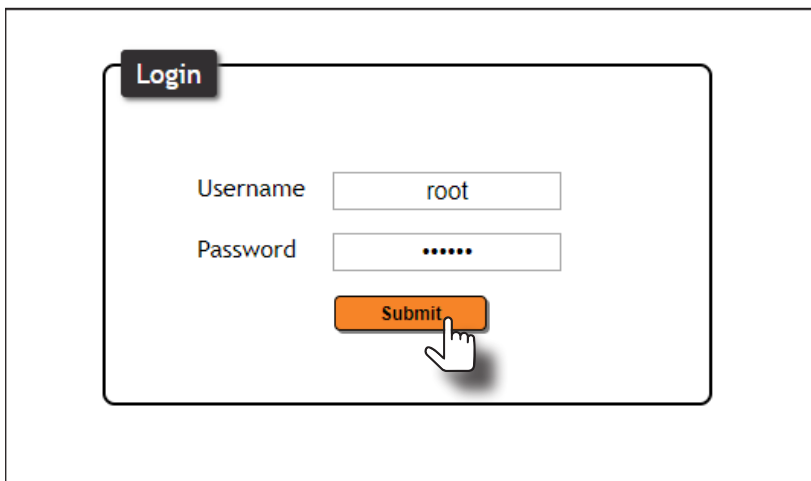 Login
Username root
Password ••••••
Submit